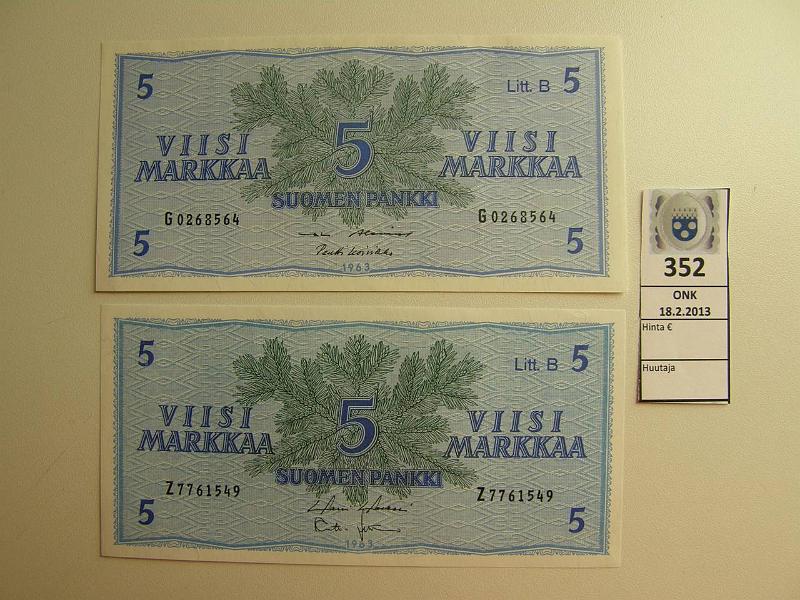 5 Litt. B 5
VIISI 5 VIISI
MARKKAA MARKKAA
SUOMEN PANKKI
G0268564 G0268564
5 5
1963
5 Litt. B 5
VIISI 5 VIISI
MARKKAA MARKKAA
SUOMEN PANKKI
Z7761549 Z7761549
5 5
1963
352
ONK
18.2.2013
Hinta €
Huutaja